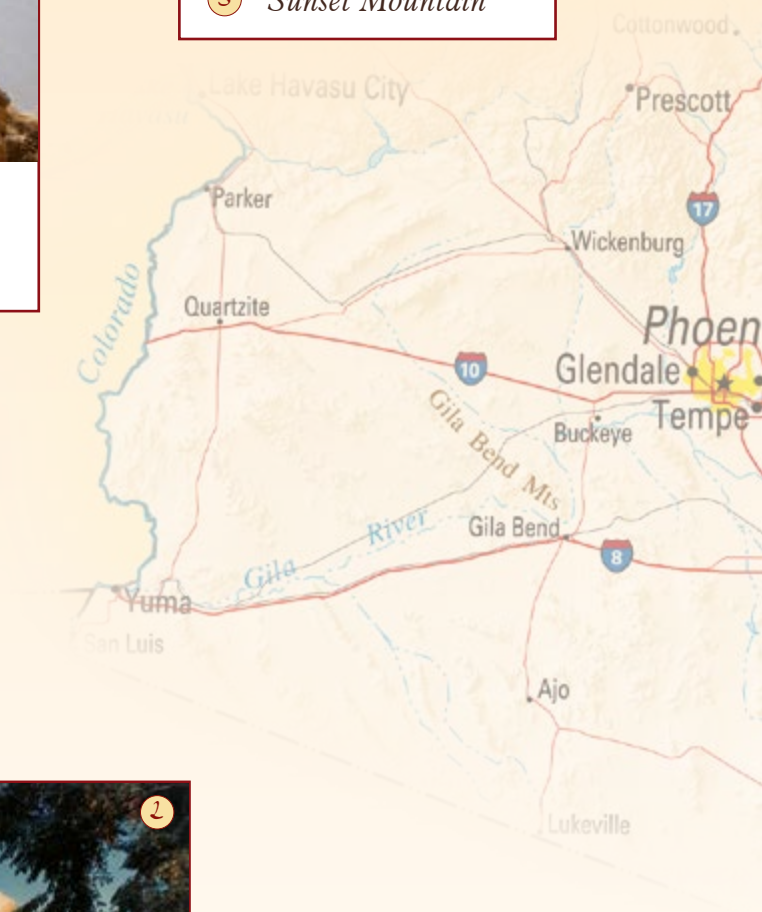 3 Sunset Mountain
Cottonwood
Lake Havasu City
Prescott
Parker
17
Wickenburg
Colorado
Quartzite
Phoen
10
Glendale
Tempe
Gila Bend Mts
Buckeye
Gila River
Gila Bend
8
Yuma
San Luis
Ajo
2
Lukeville